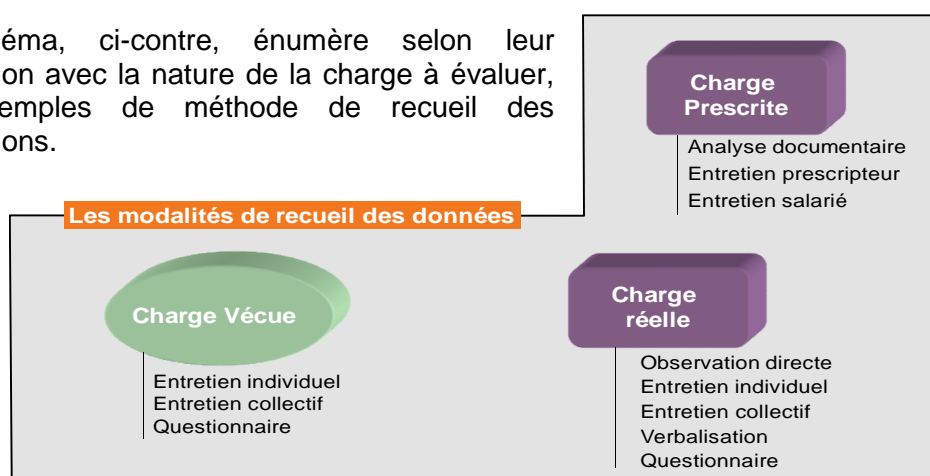 éma, ci-contre, énumère selon leur
on avec la nature de la charge à évaluer,
emples de méthode de recueil des
ons.
Charge
Prescrite
Analyse documentaire
Entretien prescripteur
Entretien salarié
Les modalités de recueil des données
Charge Vécue
Entretien individuel
Entretien collectif
Questionnaire
Charge
réelle
Observation directe
Entretien individuel
Entretien collectif
Verbalisation
Questionnaire